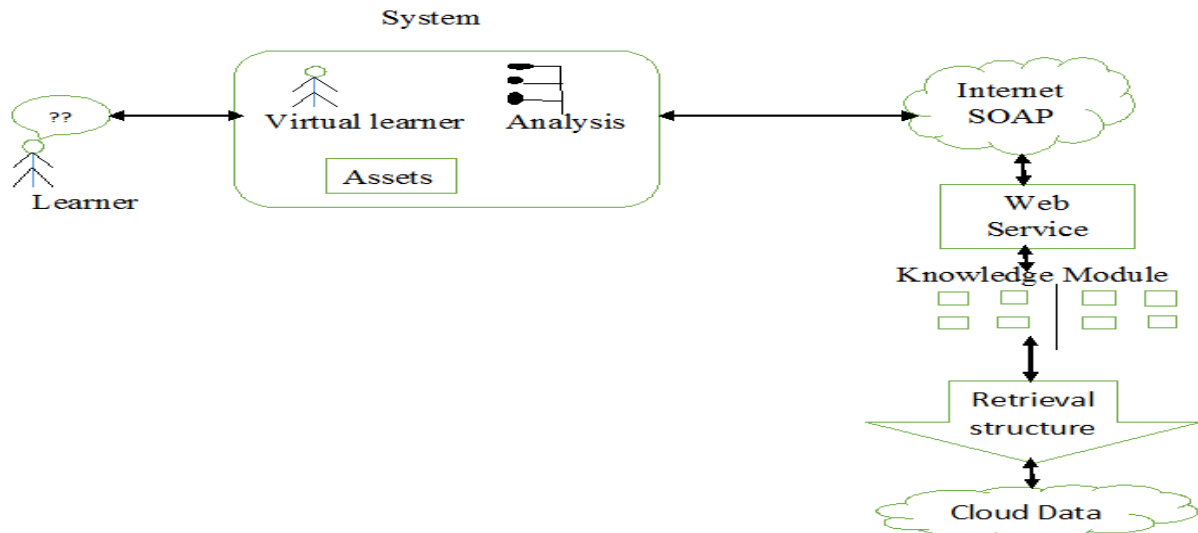 System
??
Learner
Virtual learner
Analysis
Assets
Internet
SOAP
Web
Service
Knowledge Module
Retrieval
structure
Cloud Data